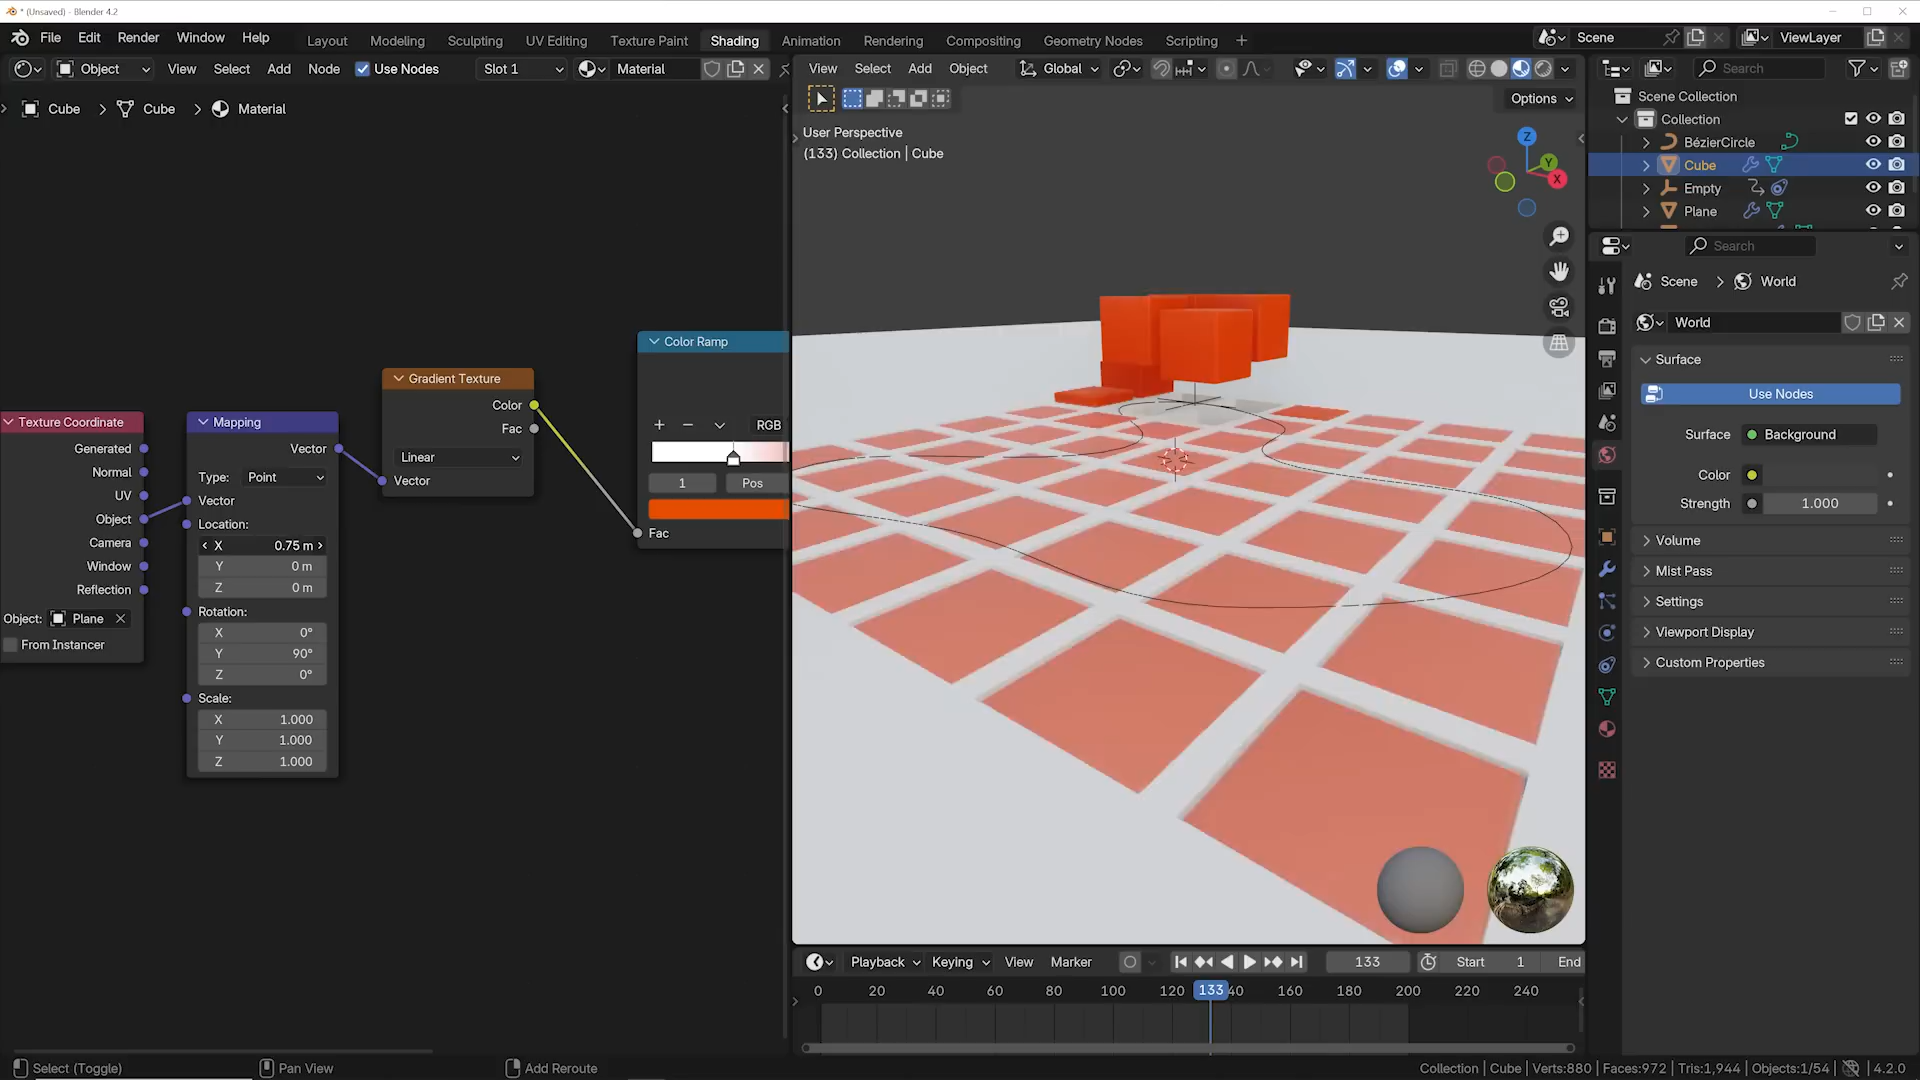 * (Unsaved) - Blender 4.2
File Edit Render Window Help
Layout Modeling Sculpting UV Editing Texture Paint Shading Animation Rendering Compositing Geometry Nodes Scripting +
Scene ViewLayer
Object View Select Add Node Use Nodes Slot 1 Material
View Select Add Object Global
Search
Cube > Cube > Material
Options
User Perspective
(133) Collection | Cube
Z
Y
X
Scene Collection
Collection
BézierCircle
Cube
Empty
Plane
Search
Scene > World
World
Surface
Use Nodes
Surface Background
Color
Strength 1.000
Volume
Mist Pass
Settings
Viewport Display
Custom Properties
Texture Coordinate
Generated
Normal
UV
Object
Camera
Window
Reflection
Object: Plane
From Instancer
Mapping
Vector
Type: Point
Vector
Location:
X 0.75 m
Y 0 m
Z 0 m
Rotation:
X 0°
Y 90°
Z 0°
Scale:
X 1.000
Y 1.000
Z 1.000
Gradient Texture
Color
Fac
Linear
Vector
Color Ramp
RGB
1 Pos
Fac
Playback Keying View Marker 133 Start 1 End
0 20 40 60 80 100 120 133 40 160 180 200 220 240
Select (Toggle) Pan View Add Reroute
Collection | Cube | Verts:880 | Faces:972 | Tris:1,944 | Objects:1/54 | 4.2.0